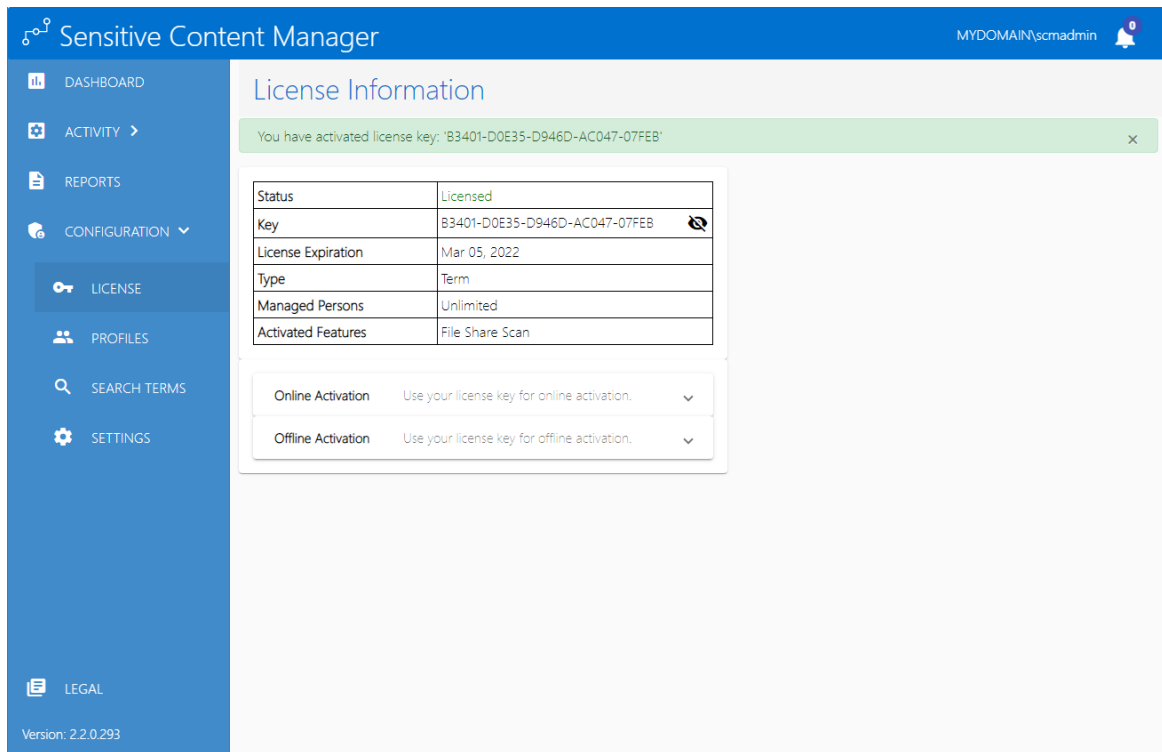 Sensitive Content Manager
MYDOMAIN\scmadmin
0
DASHBOARD
ACTIVITY
REPORTS
CONFIGURATION
LICENSE
PROFILES
SEARCH TERMS
SETTINGS
LEGAL
Version: 2.2.0.293
License Information
You have activated license key: 'B3401-D0E35-D946D-AC047-07FEB'
Status Licensed
Key B3401-D0E35-D946D-AC047-07FEB
License Expiration Mar 05, 2022
Type Term
Managed Persons Unlimited
Activated Features File Share Scan
Online Activation Use your license key for online activation.
Offline Activation Use your license key for offline activation.